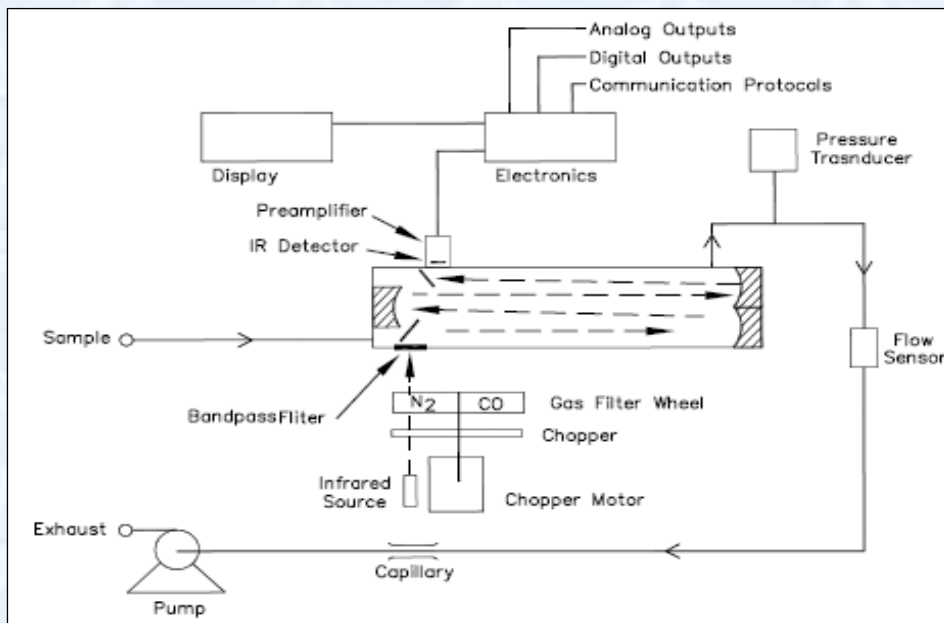 Analog Outputs
Digital Outputs
Communication Protocals
Pressure
Trasnducer
Display
Electronics
Preamplifier
IR Detector
Sample
Flow
Sensor
BandpassFliter
N2
CO
Gas Filter Wheel
Chopper
Infrared
Source
Chopper Motor
Exhaust
Capillary
Pump